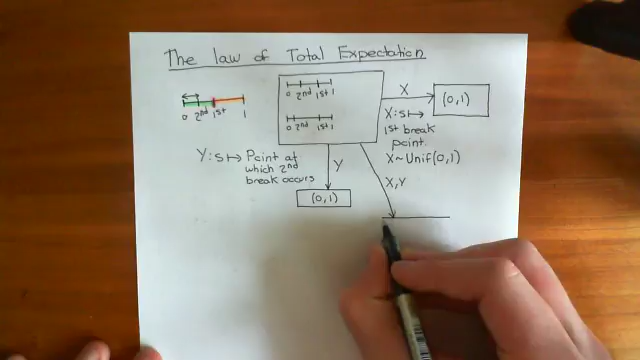 The Law of Total Expectation
0 2nd 1st 1
0 2nd 1st 1
0 2nd 1st 1
X
(0,1)
X:s↦
1st break
point.
X~Unif(0,1)
Y:s↦ Point at
which 2nd
break occurs
Y
(0,1)
X,Y